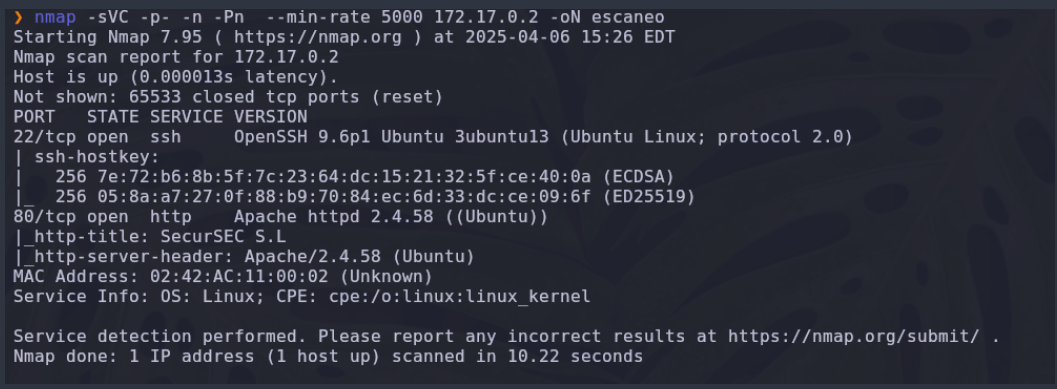 ❯ nmap -sVC -p- -n -Pn  --min-rate 5000 172.17.0.2 -oN escaneo
Starting Nmap 7.95 ( https://nmap.org ) at 2025-04-06 15:26 EDT
Nmap scan report for 172.17.0.2
Host is up (0.000013s latency).
Not shown: 65533 closed tcp ports (reset)
PORT   STATE SERVICE VERSION
22/tcp open  ssh     OpenSSH 9.6p1 Ubuntu 3ubuntu13 (Ubuntu Linux; protocol 2.0)
| ssh-hostkey:
|   256 7e:72:b6:8b:5f:7c:23:64:dc:15:21:32:5f:ce:40:0a (ECDSA)
|_  256 05:8a:a7:27:0f:88:b9:70:84:ec:6d:33:dc:ce:09:6f (ED25519)
80/tcp open  http    Apache httpd 2.4.58 ((Ubuntu))
|_http-title: SecurSEC S.L
|_http-server-header: Apache/2.4.58 (Ubuntu)
MAC Address: 02:42:AC:11:00:02 (Unknown)
Service Info: OS: Linux; CPE: cpe:/o:linux:linux_kernel

Service detection performed. Please report any incorrect results at https://nmap.org/submit/ .
Nmap done: 1 IP address (1 host up) scanned in 10.22 seconds